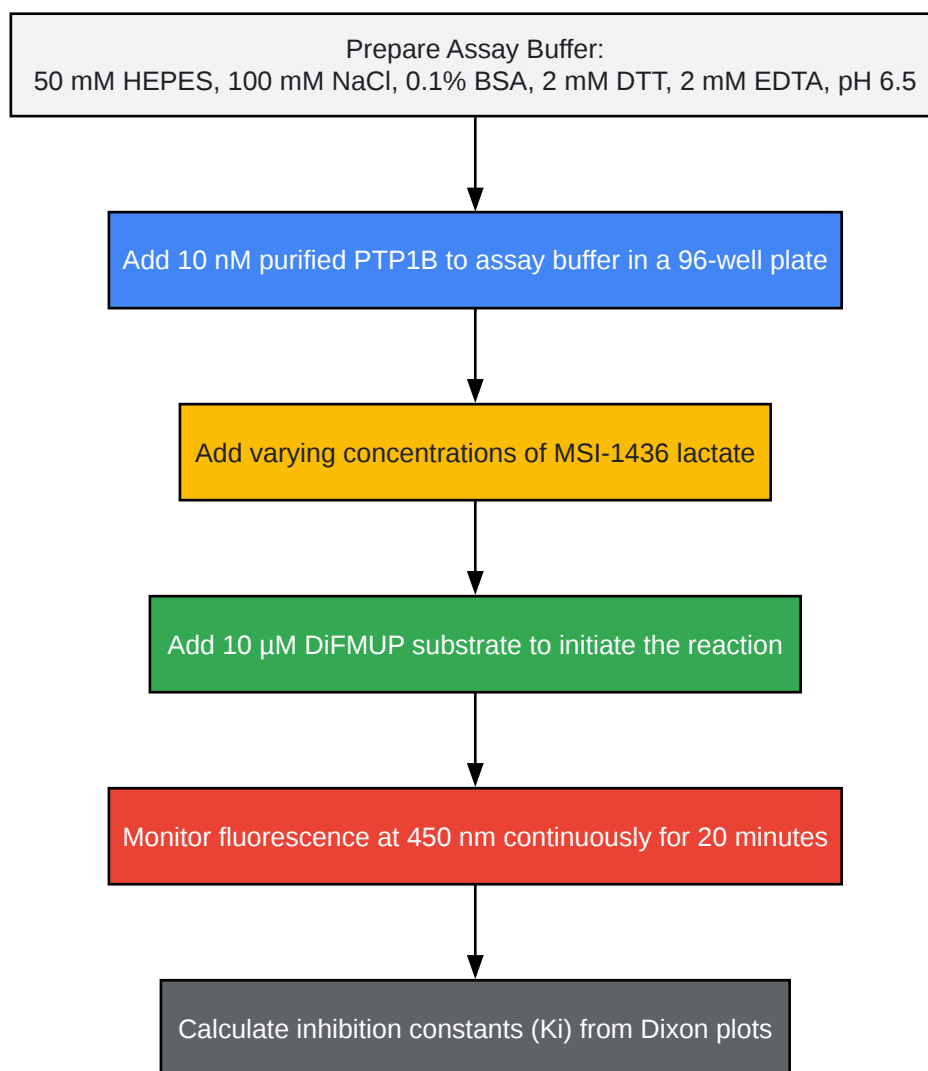 Prepare Assay Buffer:
50 mM HEPES, 100 mM NaCl, 0.1% BSA, 2 mM DTT, 2 mM EDTA, pH 6.5
Add 10 nM purified PTP1B to assay buffer in a 96-well plate
Add varying concentrations of MSI-1436 lactate
Add 10 µM DiFMUP substrate to initiate the reaction
Monitor fluorescence at 450 nm continuously for 20 minutes
Calculate inhibition constants (Ki) from Dixon plots